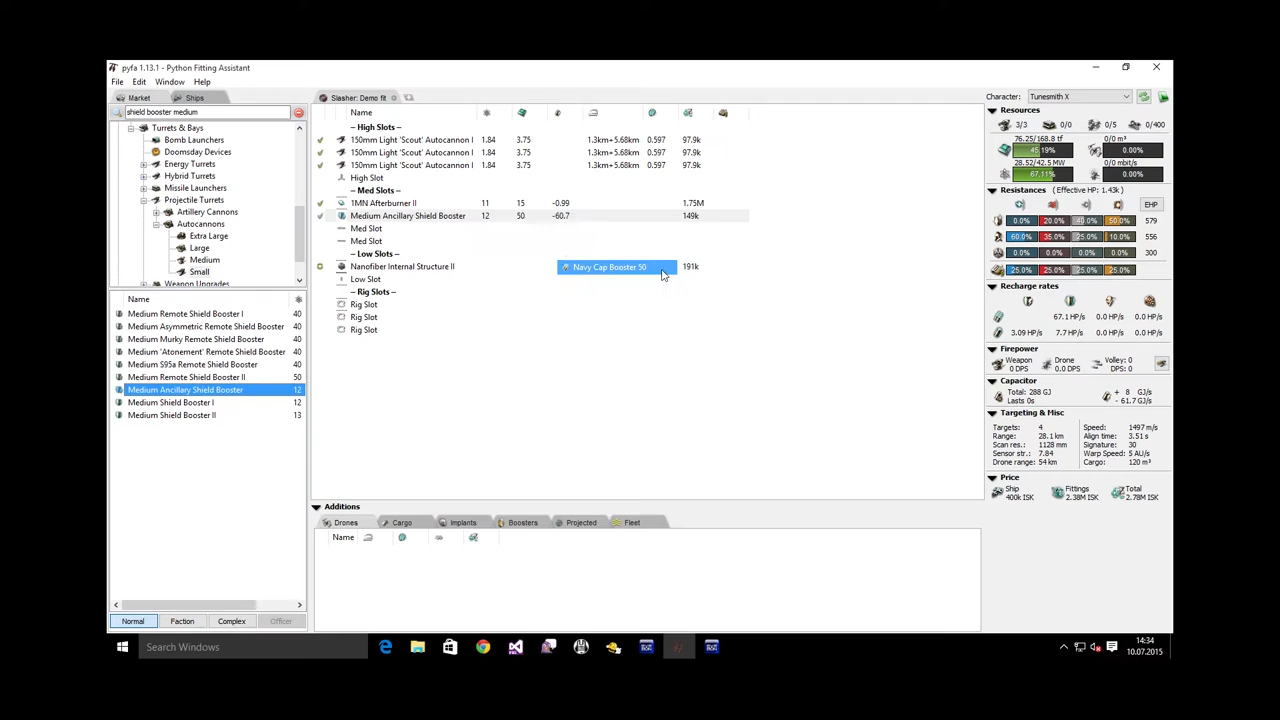 pyfa 1.13.1 - Python Fitting Assistant
File Edit Window Help
Market Ships
shield booster medium
Turrets & Bays
Bomb Launchers
Doomsday Devices
Energy Turrets
Hybrid Turrets
Missile Launchers
Projectile Turrets
Artillery Cannons
Autocannons
Extra Large
Large
Medium
Small
Weapon Upgrades
Name
Medium Remote Shield Booster I 40
Medium Asymmetric Remote Shield Booster 40
Medium Murky Remote Shield Booster 40
Medium 'Atonement' Remote Shield Booster 40
Medium S95a Remote Shield Booster 40
Medium Remote Shield Booster II 50
Medium Ancillary Shield Booster 12
Medium Shield Booster I 12
Medium Shield Booster II 13
Normal Faction Complex Officer
Slasher: Demo fit
Name
– High Slots –
150mm Light 'Scout' Autocannon I 1.84 3.75 1.3km+5.68km 0.597 97.9k
150mm Light 'Scout' Autocannon I 1.84 3.75 1.3km+5.68km 0.597 97.9k
150mm Light 'Scout' Autocannon I 1.84 3.75 1.3km+5.68km 0.597 97.9k
High Slot
– Med Slots –
1MN Afterburner II 11 15 -0.99 1.75M
Medium Ancillary Shield Booster 12 50 -60.7 149k
Med Slot
Med Slot
– Low Slots –
Nanofiber Internal Structure II Navy Cap Booster 50 191k
Low Slot
– Rig Slots –
Rig Slot
Rig Slot
Rig Slot
Additions
Drones Cargo Implants Boosters Projected Fleet
Name
Character: Tunesmith X
Resources
3/3 0/0 0/5 0/400
76.25/168.8 tf 0/0 m³
45.19% 0.00%
28.52/42.5 MW 0/0 mbit/s
67.11% 0.00%
Resistances (Effective HP: 1.43k)
EHP
0.0% 20.0% 40.0% 50.0% 579
60.0% 35.0% 25.0% 10.0% 556
0.0% 0.0% 0.0% 0.0% 300
25.0% 25.0% 25.0% 25.0%
Recharge rates
67.1 HP/s 0.0 HP/s 0.0 HP/s
3.09 HP/s 7.7 HP/s 0.0 HP/s 0.0 HP/s
Firepower
Weapon Drone Volley: 0
0 DPS 0.0 DPS DPS: 0
Capacitor
Total: 288 GJ + 8 GJ/s
Lasts 0s - 61.7 GJ/s
Targeting & Misc
Targets: 4 Speed: 1497 m/s
Range: 28.1 km Align time: 3.51 s
Scan res.: 1128 mm Signature: 30
Sensor str.: 7.84 Warp Speed: 5 AU/s
Drone range: 54 km Cargo: 120 m³
Price
Ship Fittings Total
400k ISK 2.38M ISK 2.78M ISK
Search Windows
14:34
10.07.2015